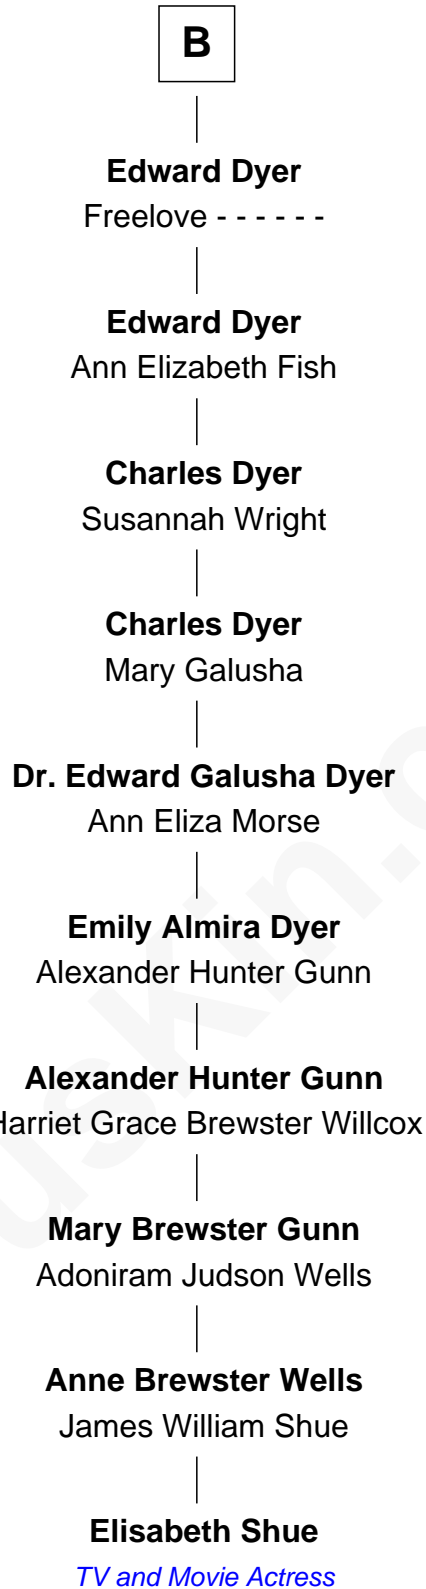 B
Edward Dyer
Freelove - - - - - -
Edward Dyer
Ann Elizabeth Fish
Charles Dyer
Susannah Wright
Charles Dyer
Mary Galusha
Dr. Edward Galusha Dyer
Ann Eliza Morse
Emily Almira Dyer
Alexander Hunter Gunn
Alexander Hunter Gunn
Harriet Grace Brewster Willcox
Mary Brewster Gunn
Adoniram Judson Wells
Anne Brewster Wells
James William Shue
Elisabeth Shue
TV and Movie Actress